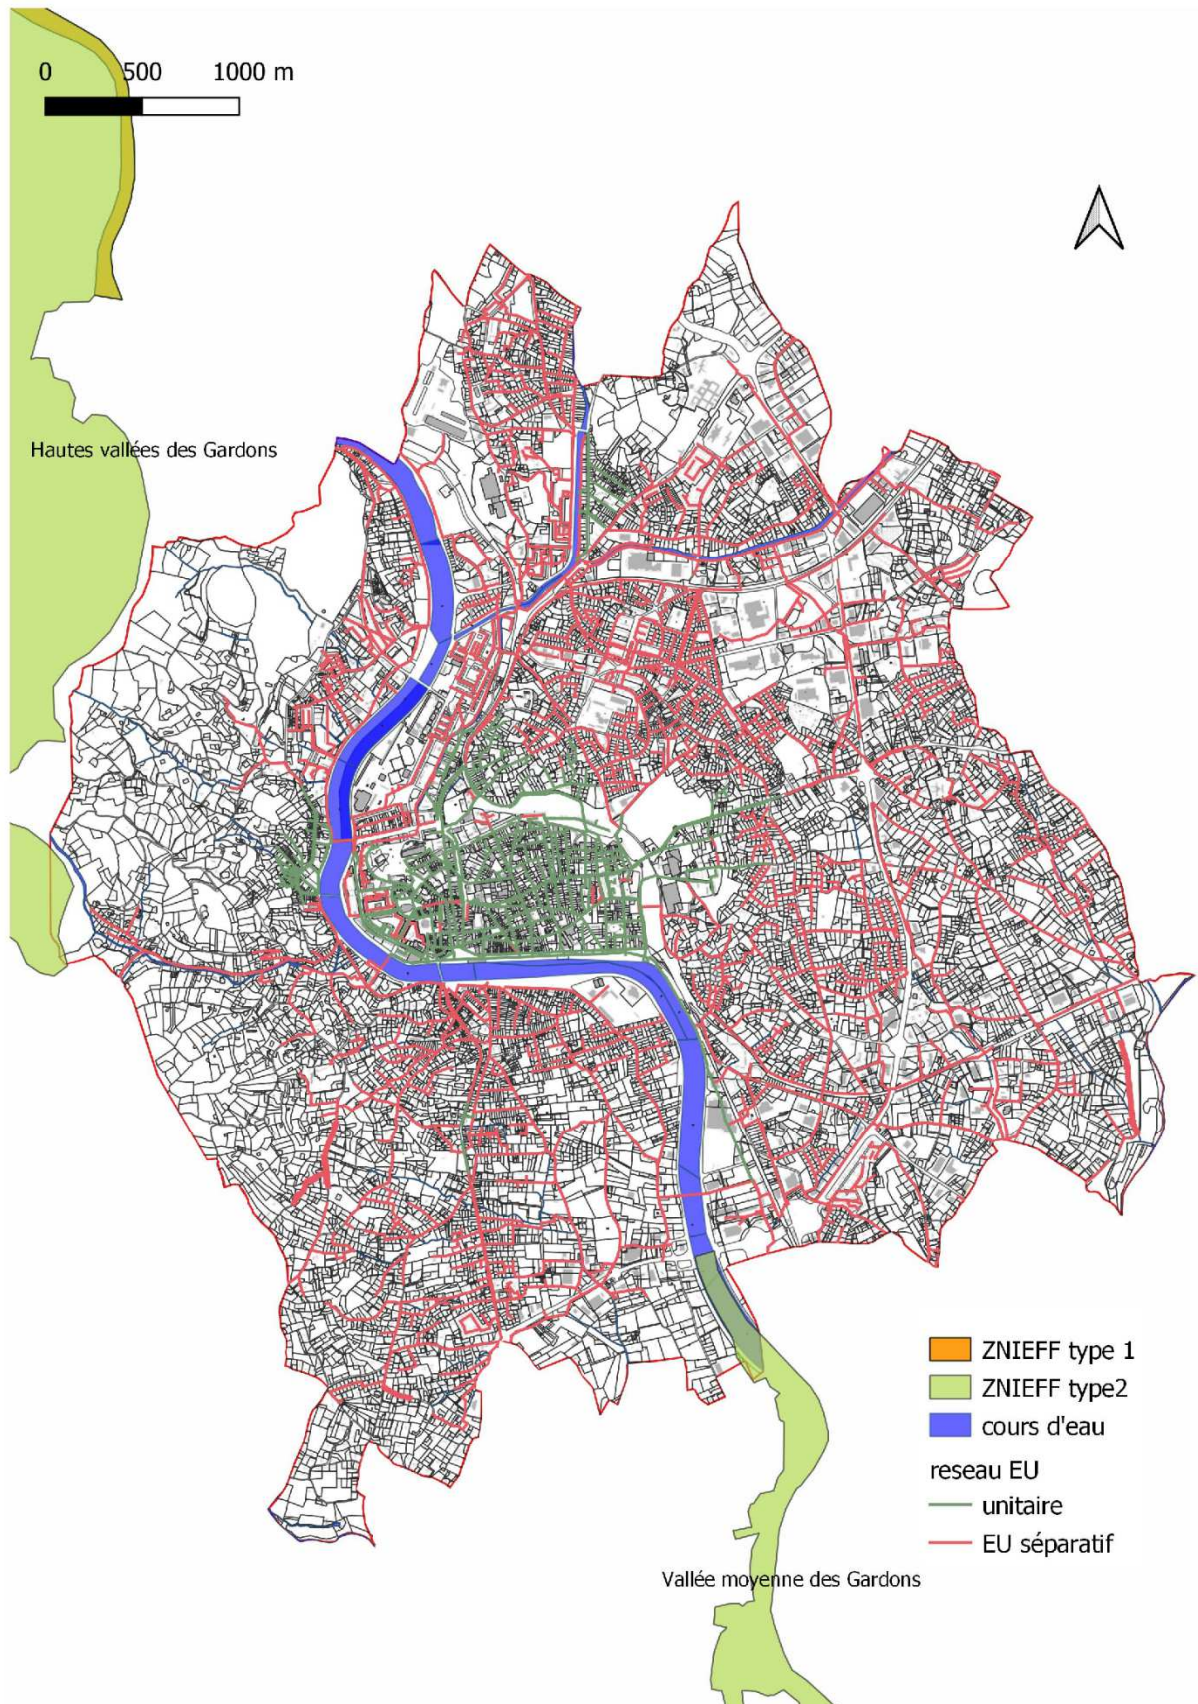 0 500 1000 m
Hautes vallées des Gardons
ZNIEFF type 1
ZNIEFF type2
cours d'eau
reseau EU
unitaire
EU séparatif
Vallée moyenne des Gardons